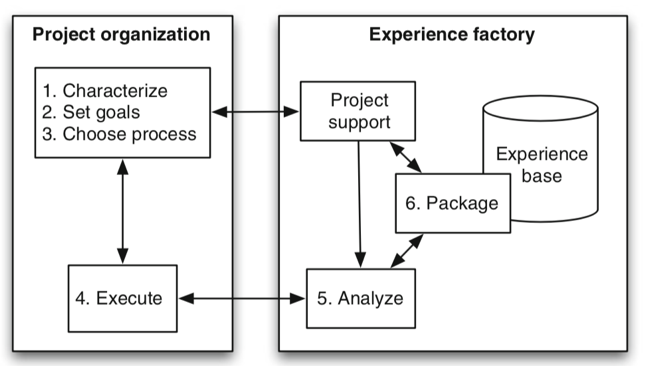 Project organization
1. Characterize
2. Set goals
3. Choose process
4. Execute
Experience factory
Project
support
Experience
base
6. Package
5. Analyze